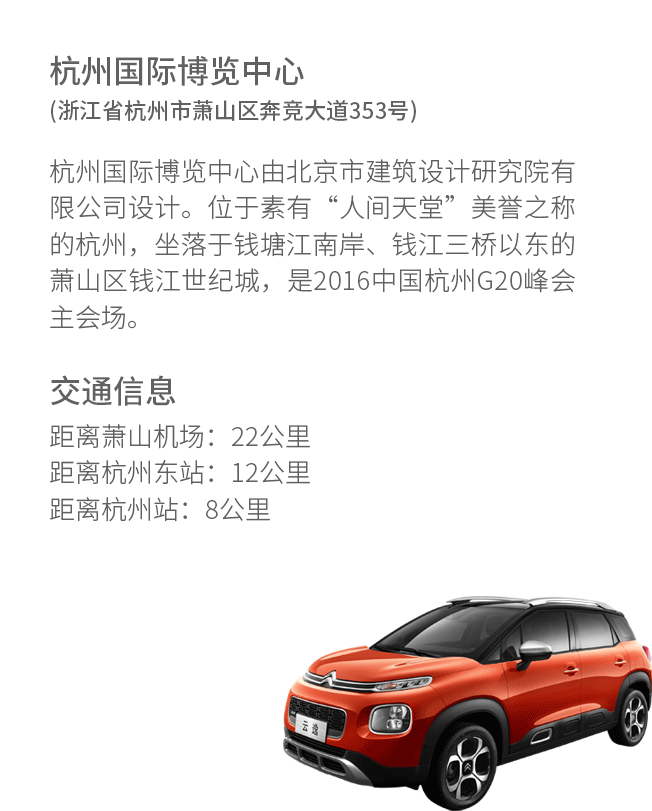 杭州国际博览中心
(浙江省杭州市萧山区奔竞大道353号)
杭州国际博览中心由北京市建筑设计研究院有
限公司设计。位于素有“人间天堂”美誉之称
的杭州，坐落于钱塘江南岸、钱江三桥以东的
萧山区钱江世纪城，是2016中国杭州G20峰会
主会场。
交通信息
距离萧山机场：22公里
距离杭州东站：12公里
距离杭州站：8公里
云逸